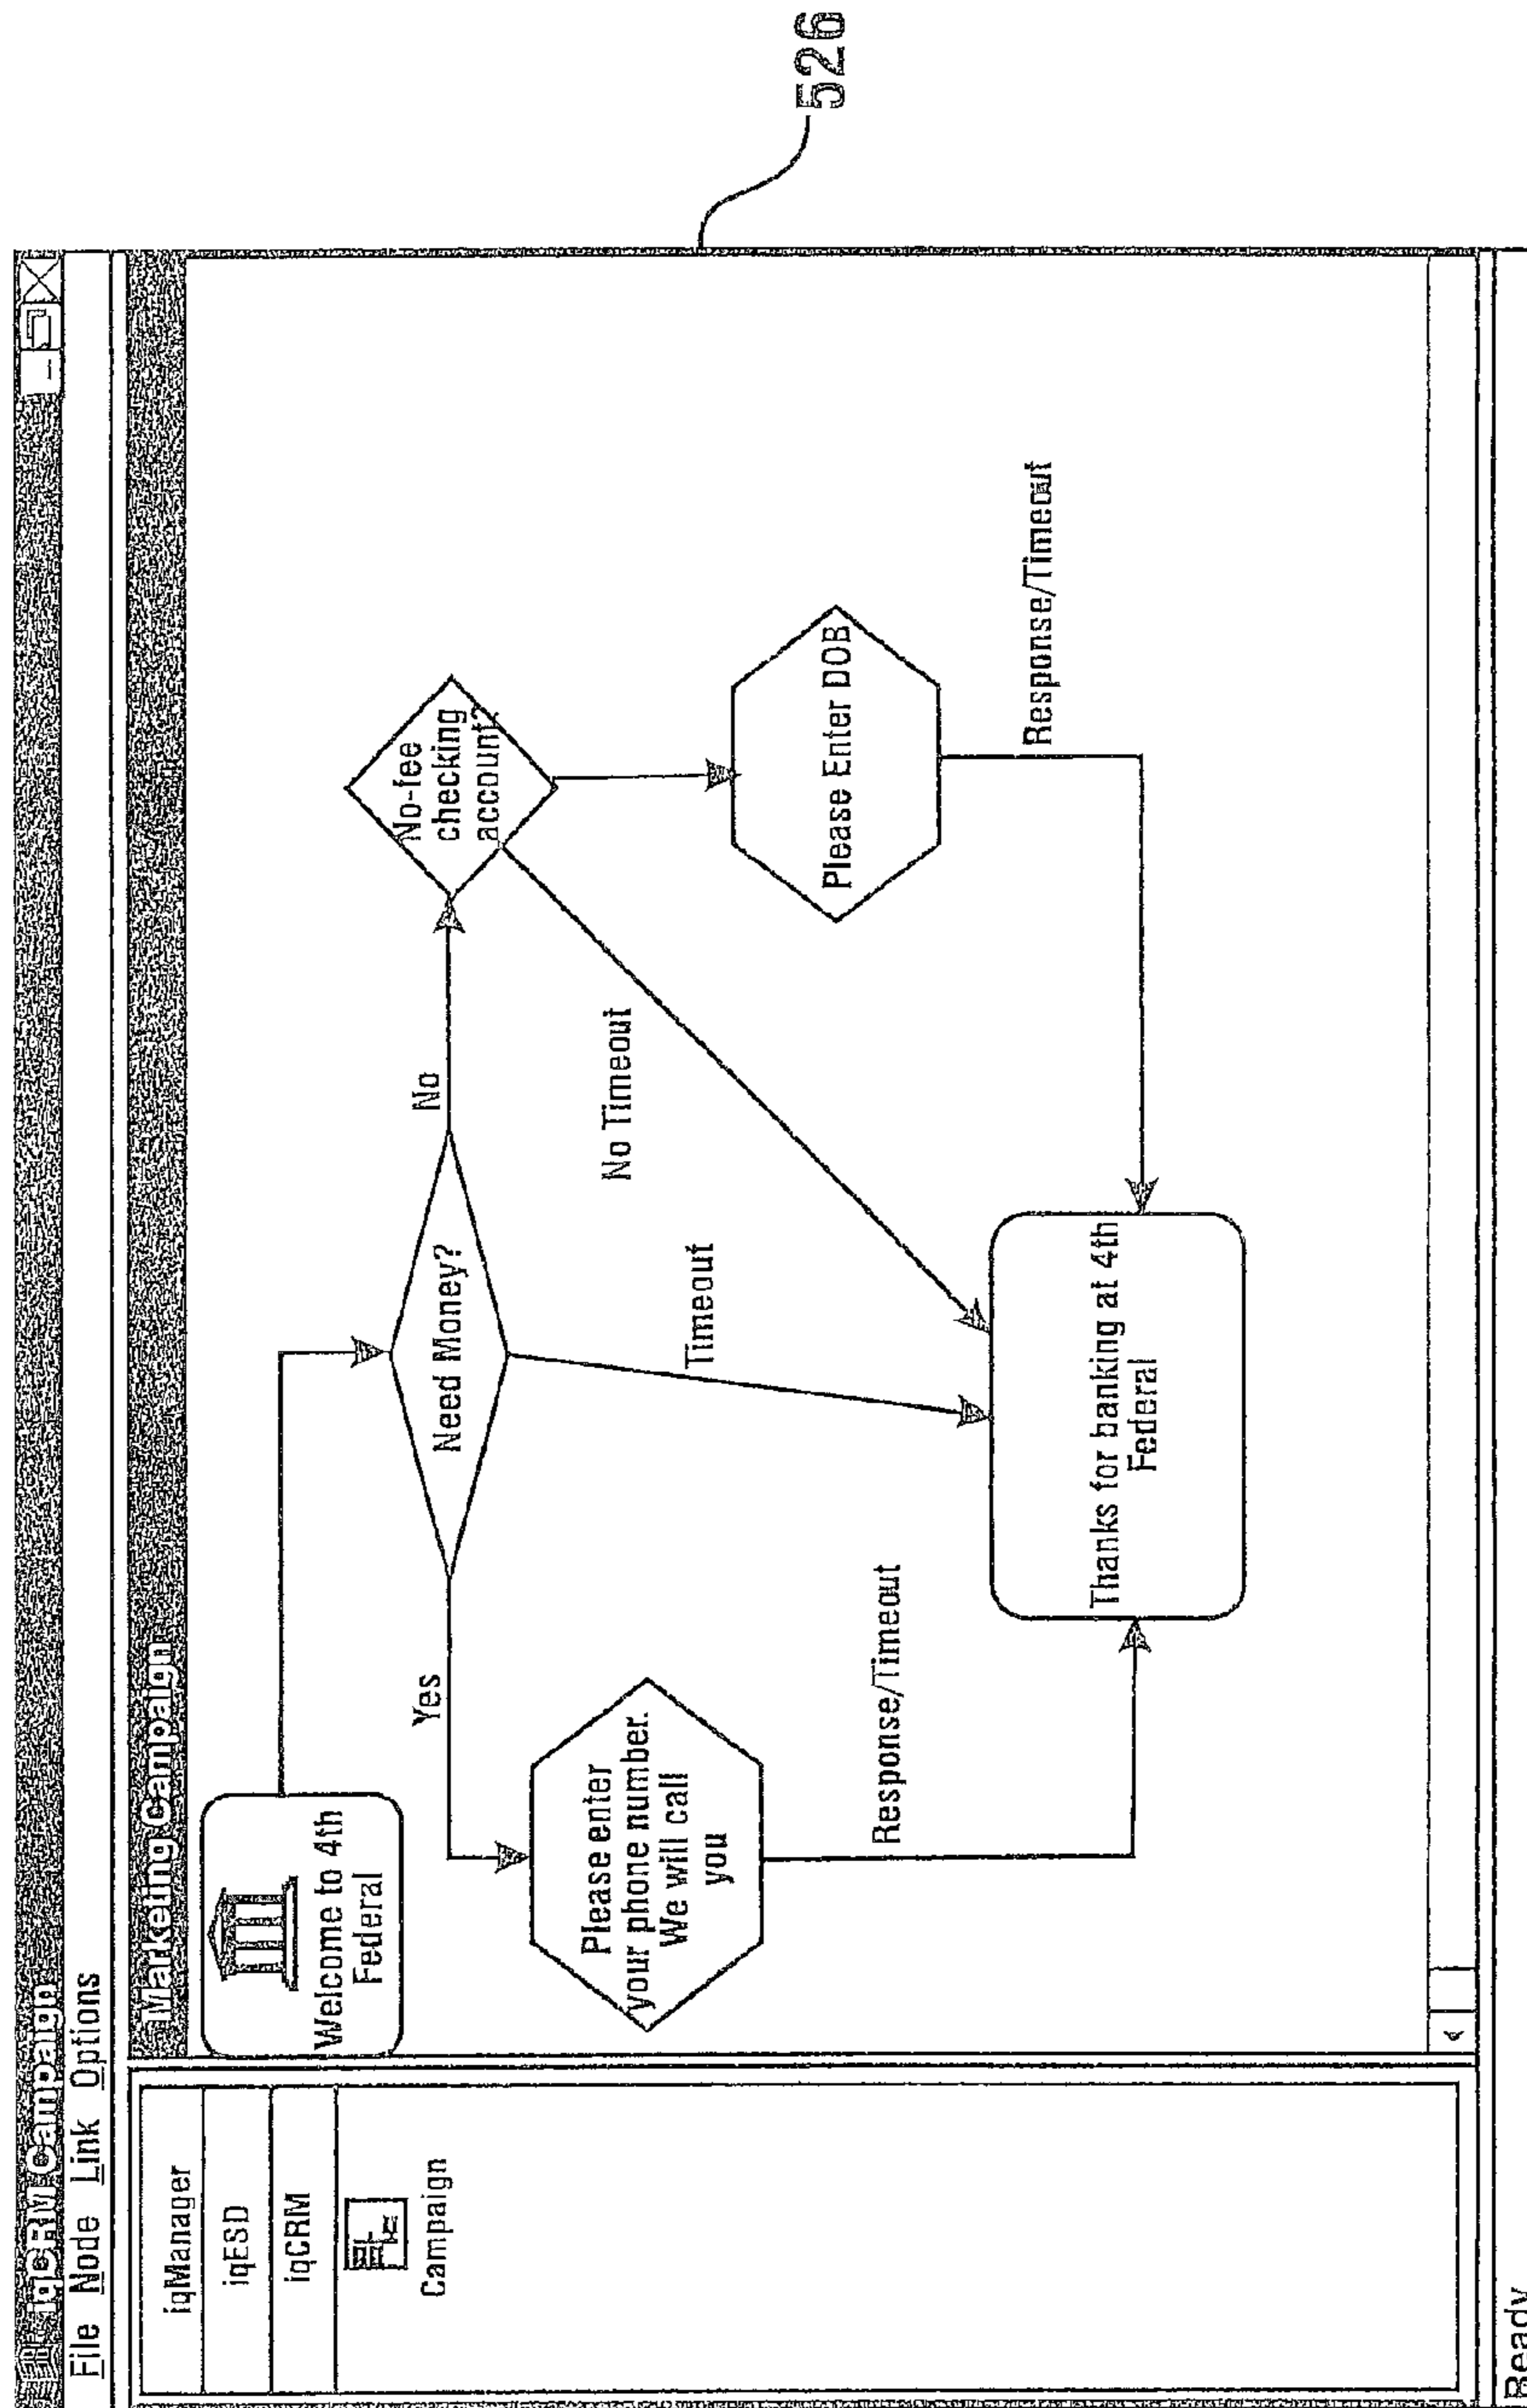 iqCRM Campaign
File Node Link Options
iqManager
iqESD
iqCRM
Campaign
Marketing Campaign
Welcome to 4th
Federal
Need Money?
Yes
No
Timeout
No Timeout
No-fee
checking
account?
Please enter
your phone number.
We will call
you
Please Enter DOB
Response/Timeout
Response/Timeout
Thanks for banking at 4th
Federal
Ready
526